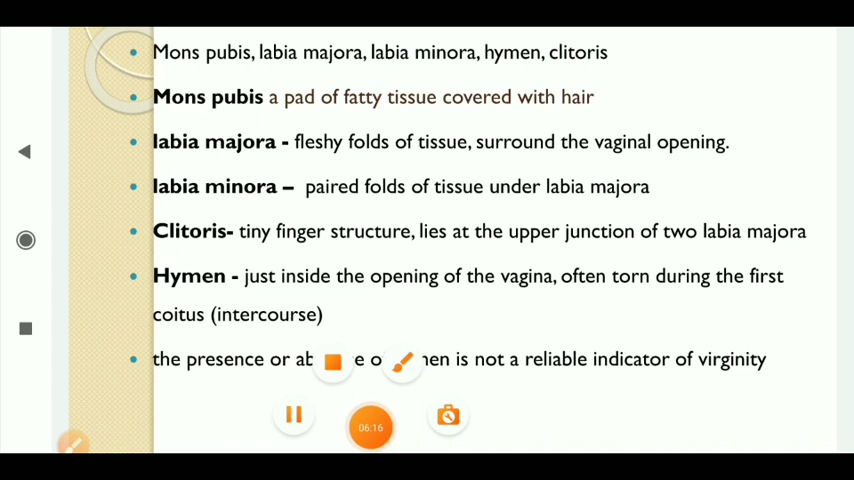 Mons pubis, labia majora, labia minora, hymen, clitoris
Mons pubis a pad of fatty tissue covered with hair
labia majora - fleshy folds of tissue, surround the vaginal opening.
labia minora – paired folds of tissue under labia majora
Clitoris- tiny finger structure, lies at the upper junction of two labia majora
Hymen - just inside the opening of the vagina, often torn during the first
coitus (intercourse)
the presence or is not a reliable indicator of virginity
06:16